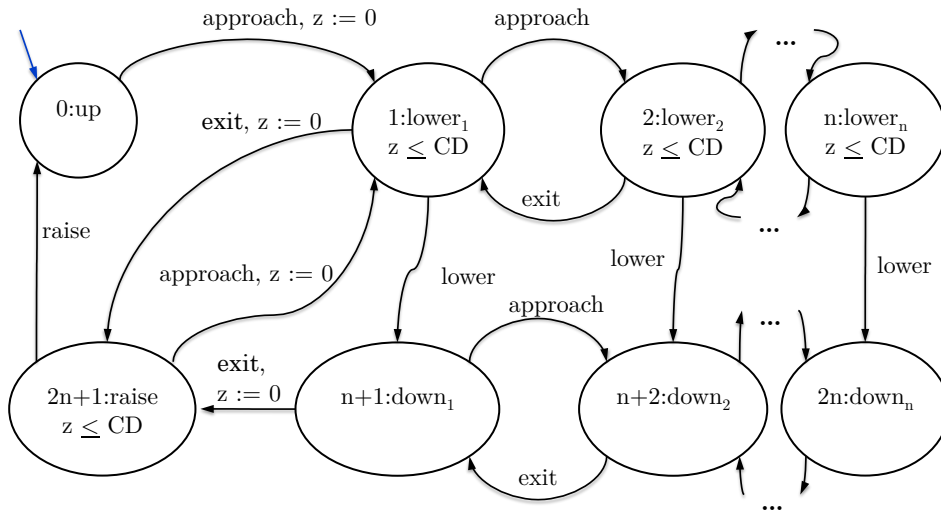 approach, z := 0
approach
...
0:up
exit, z := 0
1:lower₁
z ≤ CD
2:lower₂
z ≤ CD
n:lowerₙ
z ≤ CD
exit
...
raise
approach, z := 0
lower
lower
lower
approach
...
exit,
z := 0
2n+1:raise
z ≤ CD
n+1:down₁
n+2:down₂
2n:downₙ
exit
...